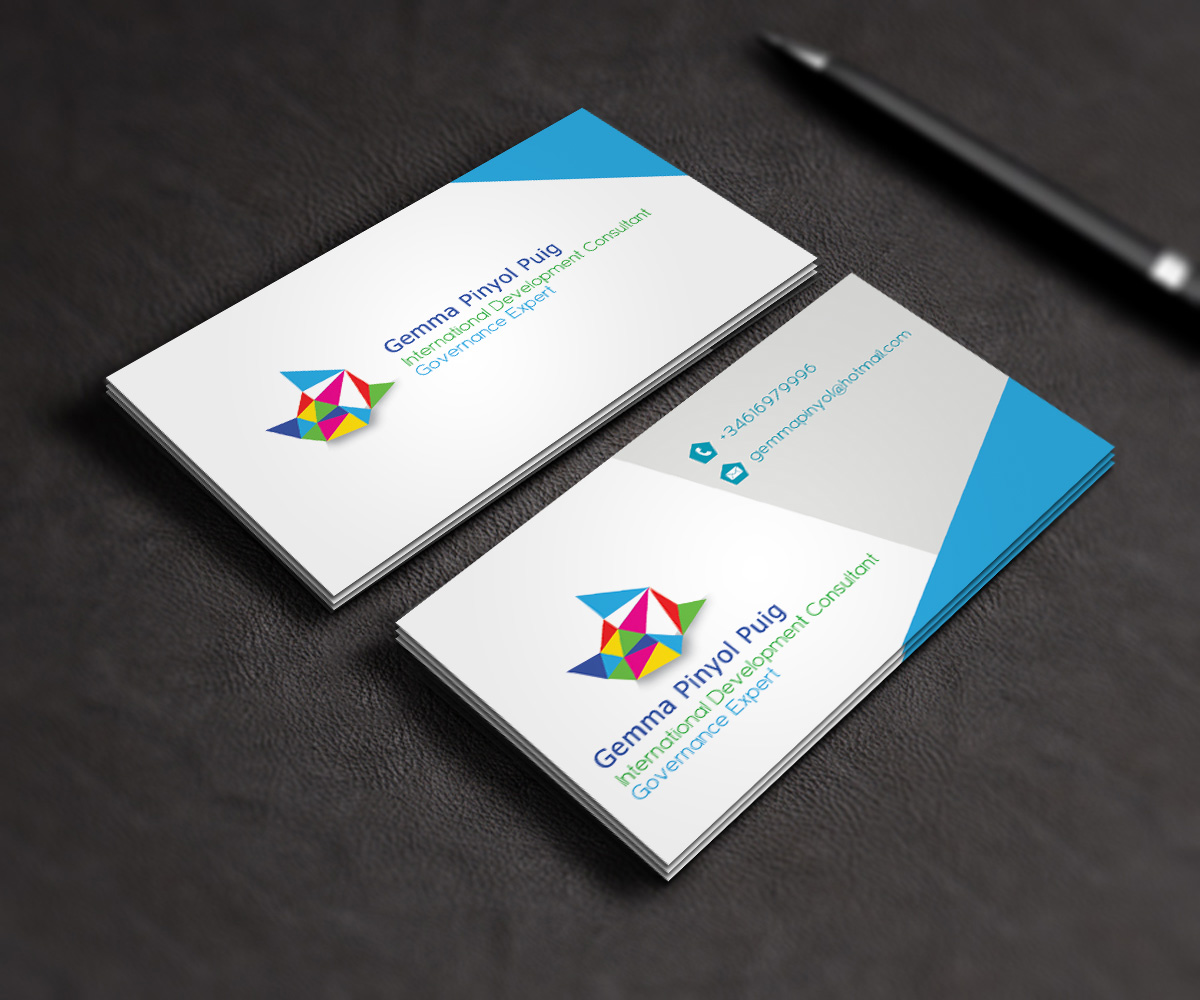 Gemma Pinyol Puig
International Development Consultant
Governance Expert
+34616979996
gemmapinyol@hotmail.com
Gemma Pinyol Puig
International Development Consultant
Governance Expert